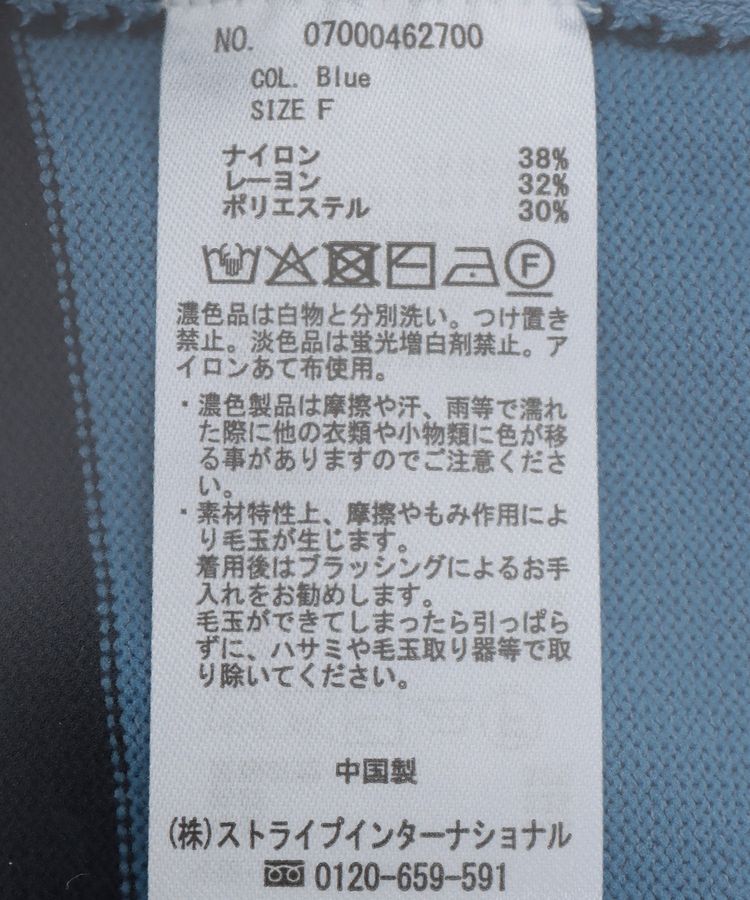 NO. 07000462700
COL. Blue
SIZE F
ナイロン 38%
レーヨン 32%
ポリエステル 30%
F
濃色品は白物と分別洗い。つけ置き
禁止。淡色品は蛍光増白剤禁止。ア
イロンあて布使用。
・濃色製品は摩擦や汗、雨等で濡れ
た際に他の衣類や小物類に色が移
る事がありますのでご注意くださ
い。
・素材特性上、摩擦やもみ作用によ
り毛玉が生じます。
着用後はブラッシングによるお手
入れをお勧めします。
毛玉ができてしまったら引っぱら
ずに、ハサミや毛玉取り器等で取
り除いてください。
中国製
(株)ストライプインターナショナル
0120-659-591